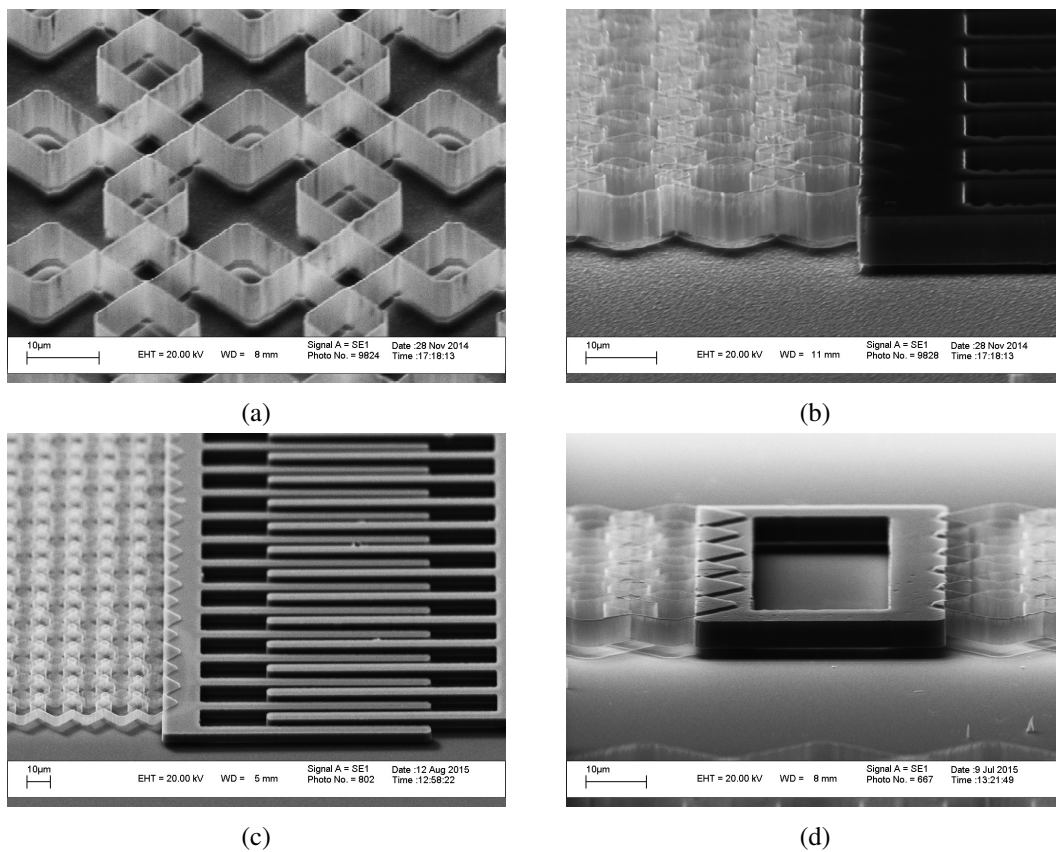 10µm
EHT = 20.00 kV
WD = 8 mm
Signal A = SE1
Photo No. = 9824
Date :28 Nov 2014
Time :17:18:13
(a)
10µm
EHT = 20.00 kV
WD = 11 mm
Signal A = SE1
Photo No. = 9828
Date :28 Nov 2014
Time :17:18:13
(b)
10µm
EHT = 20.00 kV
WD = 5 mm
Signal A = SE1
Photo No. = 802
Date :12 Aug 2015
Time :12:58:22
(c)
10µm
EHT = 20.00 kV
WD = 8 mm
Signal A = SE1
Photo No. = 667
Date :9 Jul 2015
Time :13:21:49
(d)